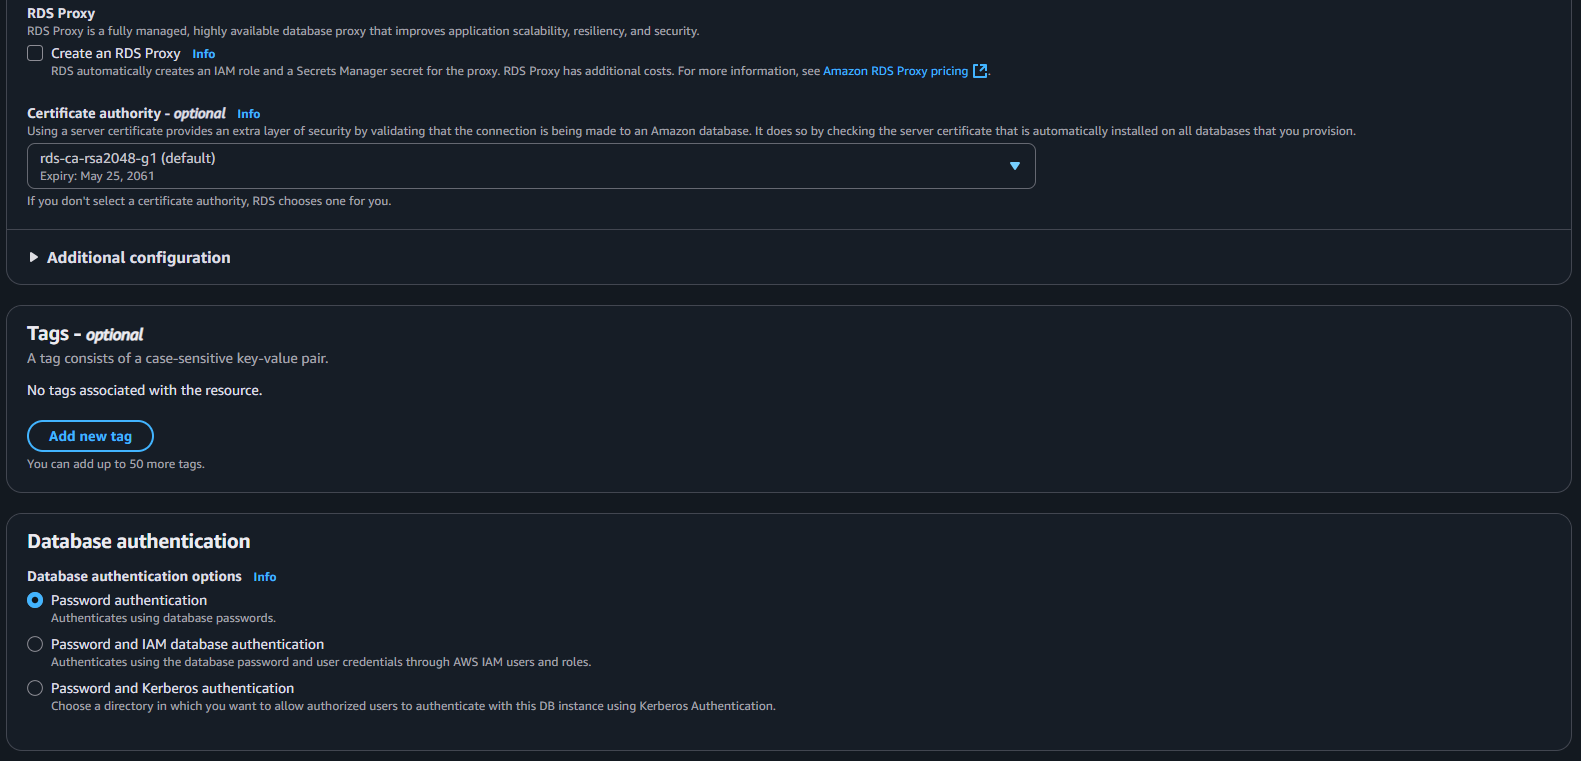 RDS Proxy
RDS Proxy is a fully managed, highly available database proxy that improves application scalability, resiliency, and security.
Create an RDS Proxy Info
RDS automatically creates an IAM role and a Secrets Manager secret for the proxy. RDS Proxy has additional costs. For more information, see Amazon RDS Proxy pricing.
Certificate authority - optional Info
Using a server certificate provides an extra layer of security by validating that the connection is being made to an Amazon database. It does so by checking the server certificate that is automatically installed on all databases that you provision.
rds-ca-rsa2048-g1 (default)
Expiry: May 25, 2061
If you don't select a certificate authority, RDS chooses one for you.
Additional configuration
Tags - optional
A tag consists of a case-sensitive key-value pair.
No tags associated with the resource.
Add new tag
You can add up to 50 more tags.
Database authentication
Database authentication options Info
Password authentication
Authenticates using database passwords.
Password and IAM database authentication
Authenticates using the database password and user credentials through AWS IAM users and roles.
Password and Kerberos authentication
Choose a directory in which you want to allow authorized users to authenticate with this DB instance using Kerberos Authentication.